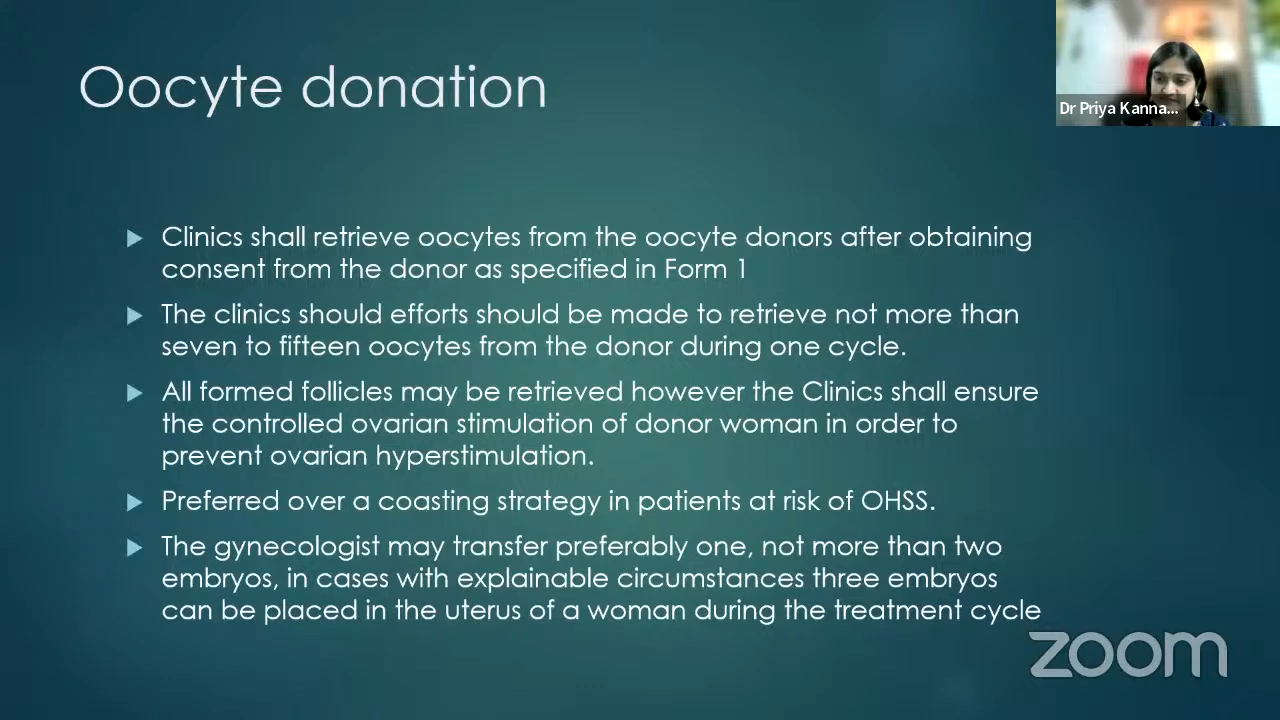 Oocyte donation
Dr Priya Kanna...
Clinics shall retrieve oocytes from the oocyte donors after obtaining
consent from the donor as specified in Form 1
The clinics should efforts should be made to retrieve not more than
seven to fifteen oocytes from the donor during one cycle.
All formed follicles may be retrieved however the Clinics shall ensure
the controlled ovarian stimulation of donor woman in order to
prevent ovarian hyperstimulation.
Preferred over a coasting strategy in patients at risk of OHSS.
The gynecologist may transfer preferably one, not more than two
embryos, in cases with explainable circumstances three embryos
can be placed in the uterus of a woman during the treatment cycle
zoom